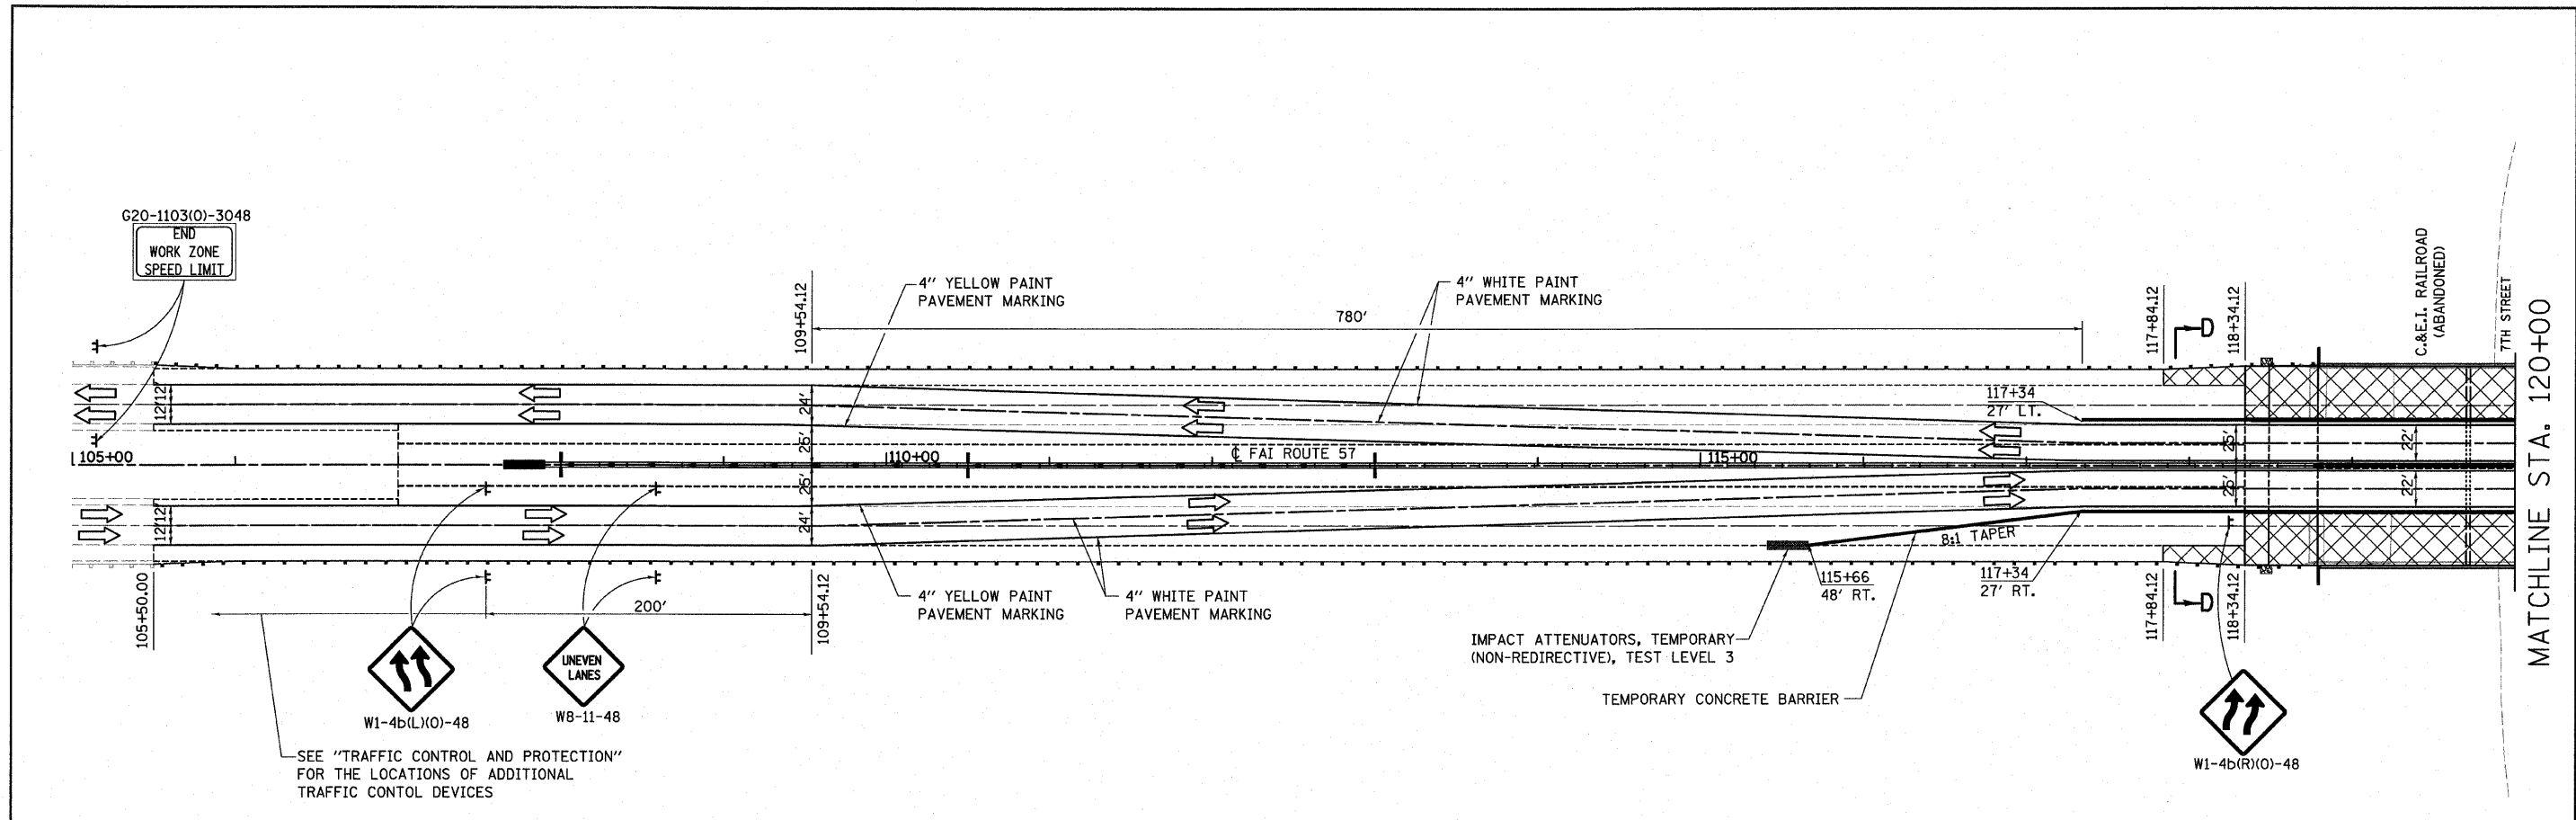 G20-1103(O)-3048
END
WORK ZONE
SPEED LIMIT
109+54.12
4" YELLOW PAINT
PAVEMENT MARKING
4" WHITE PAINT
PAVEMENT MARKING
780'
117+84.12
D
118+34.12
C.&E.I. RAILROAD
(ABANDONED)
7TH STREET
MATCHLINE STA. 120+00
12'
12'
24'
25'
117+34
27' LT.
25'
22'
105+00
110+00
℄ FAI ROUTE 57
115+00
25'
25'
22'
12'
12'
24'
8:1 TAPER
105+50.00
200'
109+54.12
4" YELLOW PAINT
PAVEMENT MARKING
4" WHITE PAINT
PAVEMENT MARKING
115+66
48' RT.
117+34
27' RT.
117+84.12
D
118+34.12
IMPACT ATTENUATORS, TEMPORARY
(NON-REDIRECTIVE), TEST LEVEL 3
TEMPORARY CONCRETE BARRIER
UNEVEN
LANES
W1-4b(L)(O)-48
W8-11-48
W1-4b(R)(O)-48
SEE "TRAFFIC CONTROL AND PROTECTION"
FOR THE LOCATIONS OF ADDITIONAL
TRAFFIC CONTOL DEVICES